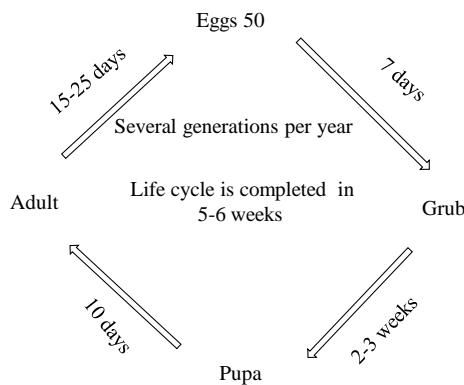 Eggs 50
15-25 days
7 days
Several generations per year
Adult
Life cycle is completed in
5-6 weeks
Grub
10 days
2-3 weeks
Pupa